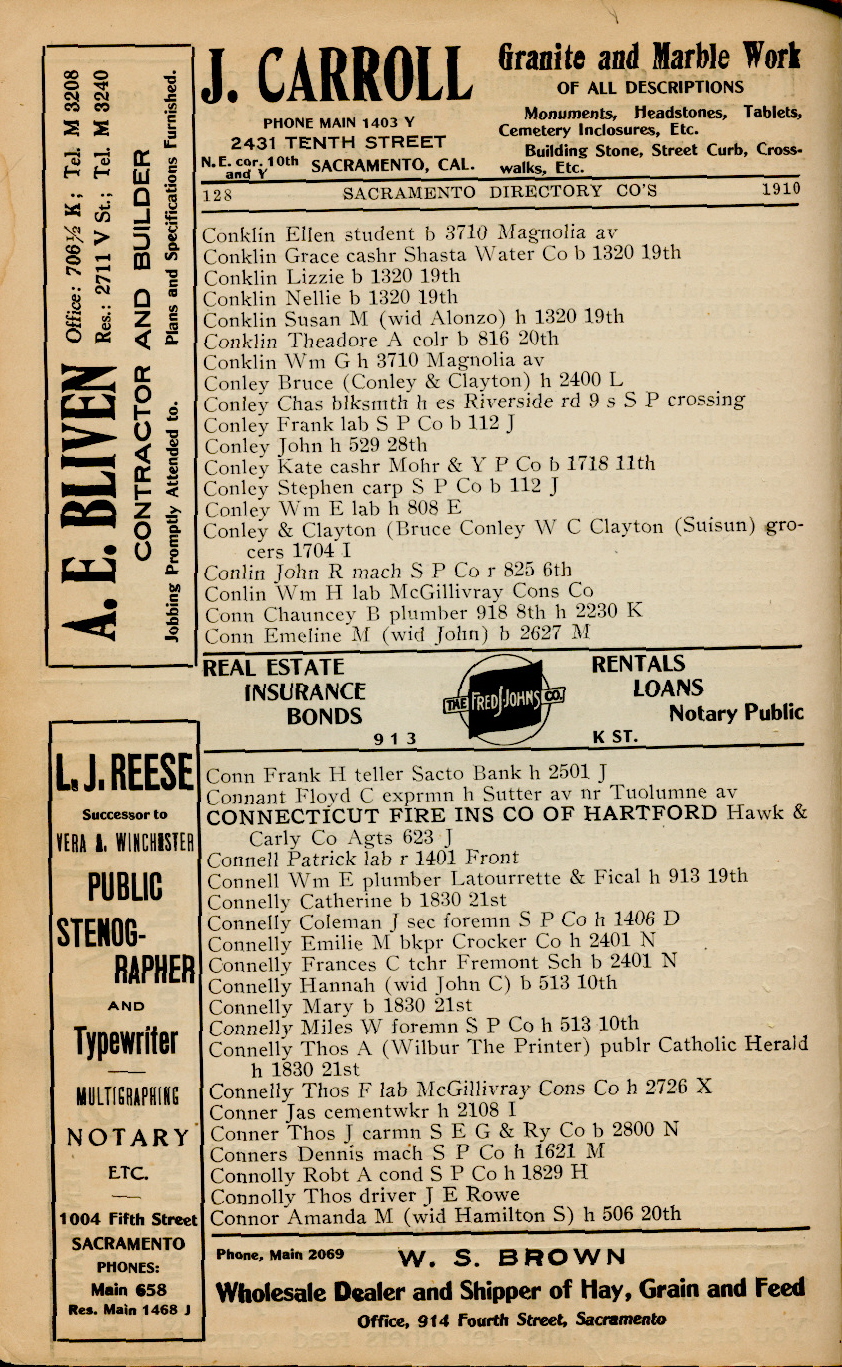 J. CARROLL
PHONE MAIN 1403 Y
2431 TENTH STREET
N.E. cor. 10th and Y SACRAMENTO, CAL.
Granite and Marble Work
OF ALL DESCRIPTIONS
Monuments, Headstones, Tablets,
Cemetery Inclosures, Etc.
Building Stone, Street Curb, Cross-
walks, Etc.
128 SACRAMENTO DIRECTORY CO'S 1910
A. E. BLIVEN
Office: 706½ K; Tel. M 3208
Res.: 2711 V St.; Tel. M 3240
CONTRACTOR AND BUILDER
Jobbing Promptly Attended to. Plans and Specifications Furnished.
Conklin Ellen student b 3710 Magnolia av
Conklin Grace cashr Shasta Water Co b 1320 19th
Conklin Lizzie b 1320 19th
Conklin Nellie b 1320 19th
Conklin Susan M (wid Alonzo) h 1320 19th
Conklin Theadore A colr b 816 20th
Conklin Wm G h 3710 Magnolia av
Conley Bruce (Conley & Clayton) h 2400 L
Conley Chas blksmth h es Riverside rd 9 s S P crossing
Conley Frank lab S P Co b 112 J
Conley John h 529 28th
Conley Kate cashr Mohr & Y P Co b 1718 11th
Conley Stephen carp S P Co b 112 J
Conley Wm E lab h 808 E
Conley & Clayton (Bruce Conley W C Clayton (Suisun) gro-
cers 1704 I
Conlin John R mach S P Co r 825 6th
Conlin Wm H lab McGillivray Cons Co
Conn Chauncey B plumber 918 8th h 2230 K
Conn Emeline M (wid John) b 2627 M
REAL ESTATE
INSURANCE
BONDS
913
THE FRED J. JOHNS CO.
RENTALS
LOANS
Notary Public
K ST.
L. J. REESE
Successor to
VERA A. WINCHESTER
PUBLIC
STENOG-
RAPHER
AND
Typewriter
MULTIGRAPHING
NOTARY
ETC.
1004 Fifth Street
SACRAMENTO
PHONES:
Main 658
Res. Main 1468 J
Conn Frank H teller Sacto Bank h 2501 J
Connant Floyd C exprmn h Sutter av nr Tuolumne av
CONNECTICUT FIRE INS CO OF HARTFORD Hawk &
Carly Co Agts 623 J
Connell Patrick lab r 1401 Front
Connell Wm E plumber Latourrette & Fical h 913 19th
Connelly Catherine b 1830 21st
Connelly Coleman J sec foremn S P Co h 1406 D
Connelly Emilie M bkpr Crocker Co h 2401 N
Connelly Frances C tchr Fremont Sch b 2401 N
Connelly Hannah (wid John C) b 513 10th
Connelly Mary b 1830 21st
Connelly Miles W foremn S P Co h 513 10th
Connelly Thos A (Wilbur The Printer) publr Catholic Herald
h 1830 21st
Connelly Thos F lab McGillivray Cons Co h 2726 X
Conner Jas cementwkr h 2108 I
Conner Thos J carmn S E G & Ry Co b 2800 N
Conners Dennis mach S P Co h 1621 M
Connolly Robt A cond S P Co h 1829 H
Connolly Thos driver J E Rowe
Connor Amanda M (wid Hamilton S) h 506 20th
Phone, Main 2069 W. S. BROWN
Wholesale Dealer and Shipper of Hay, Grain and Feed
Office, 914 Fourth Street, Sacramento